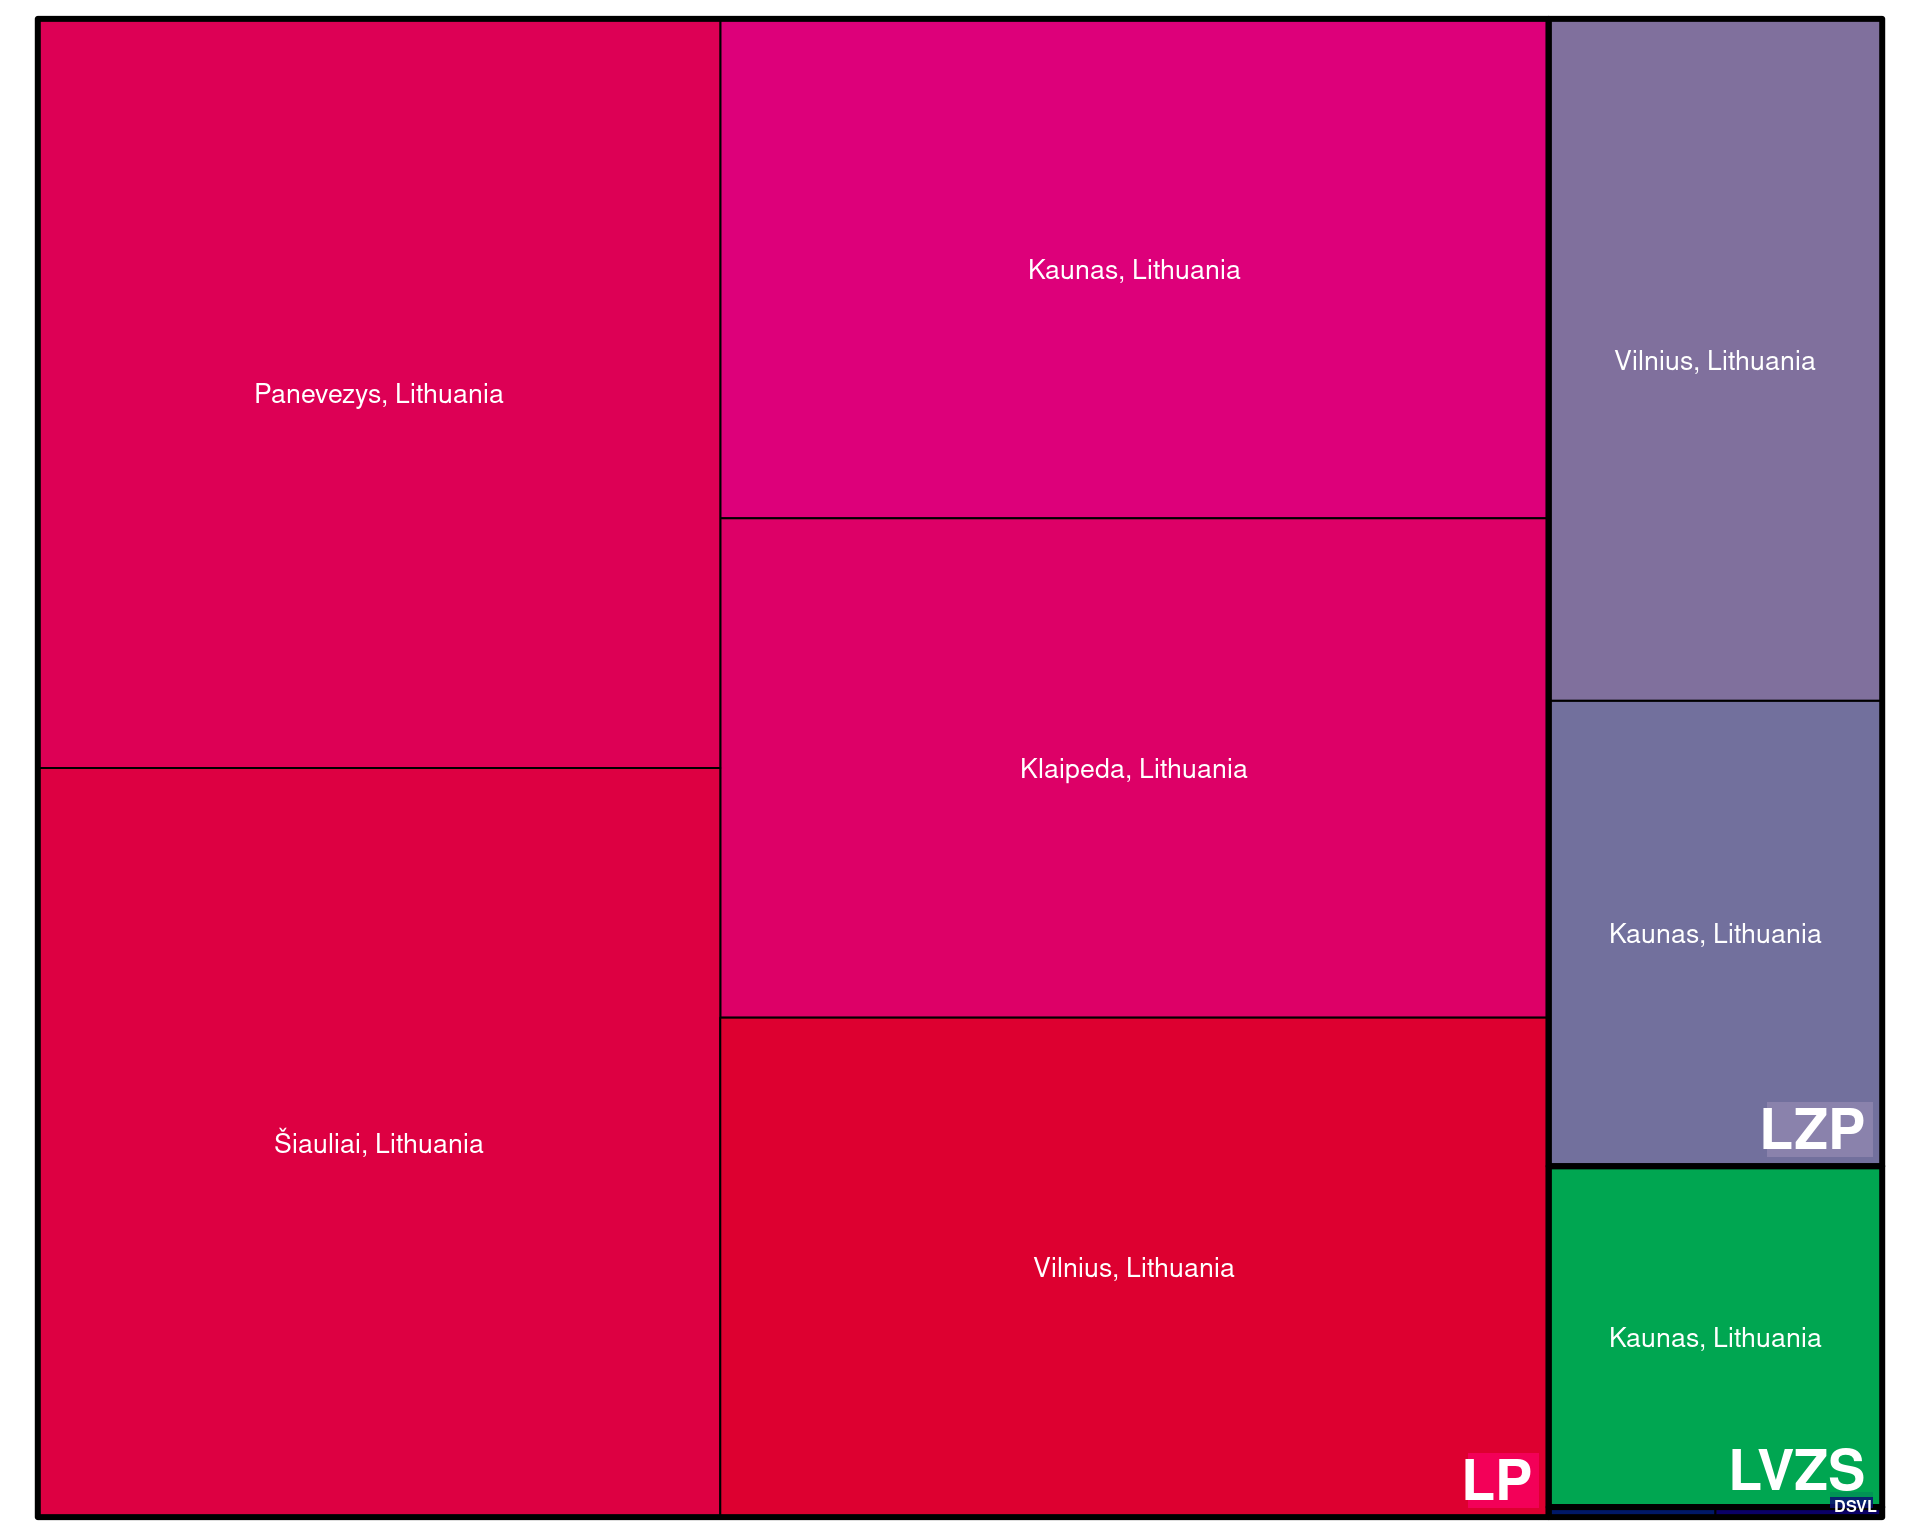 Panevezys, Lithuania
Šiauliai, Lithuania
Kaunas, Lithuania
Klaipeda, Lithuania
Vilnius, Lithuania
LP
Vilnius, Lithuania
Kaunas, Lithuania
LZP
Kaunas, Lithuania
LVZS
DSVL